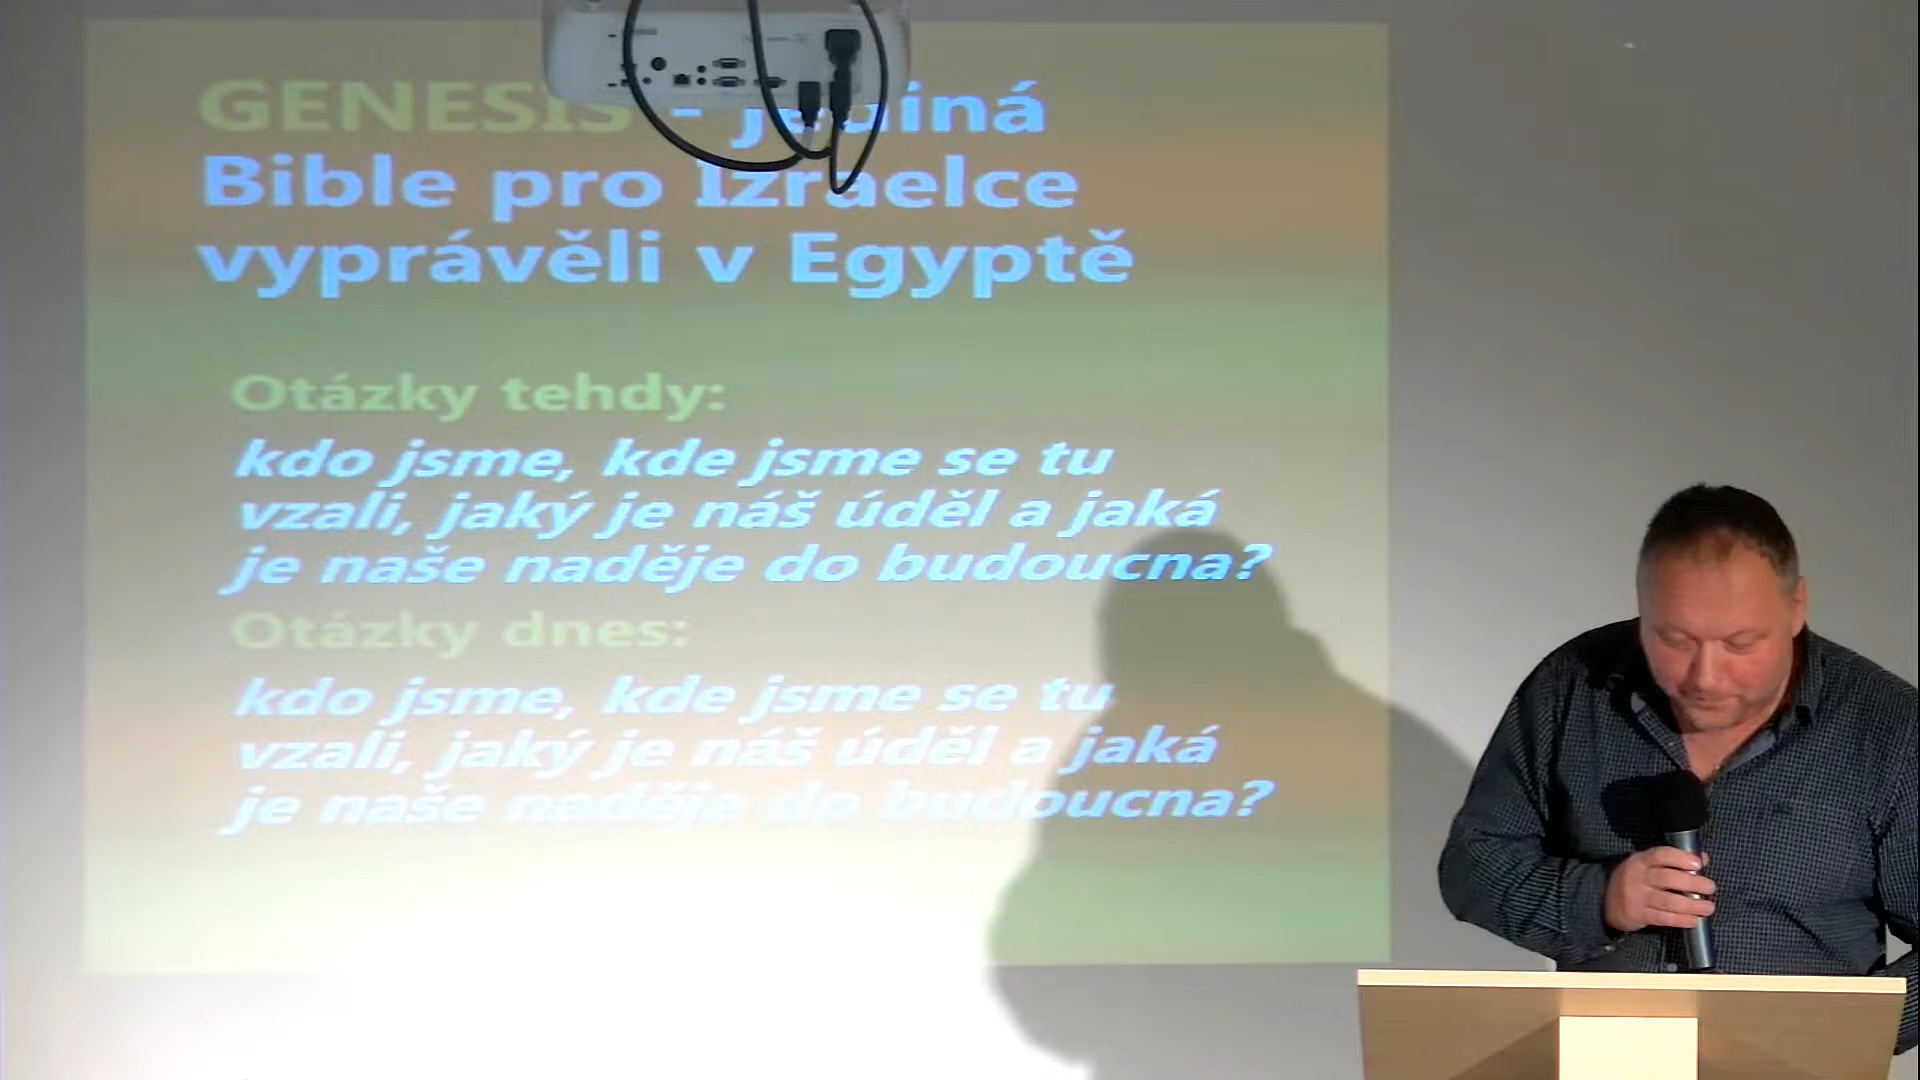 GENESIS - jediná
Bible pro Izraelce
vyprávěli v Egyptě
Otázky tehdy:
kdo jsme, kde jsme se tu
vzali, jaký je náš úděl a jaká
je naše naděje do budoucna?
Otázky dnes:
kdo jsme, kde jsme se tu
vzali, jaký je náš úděl a jaká
je naše naděje do budoucna?